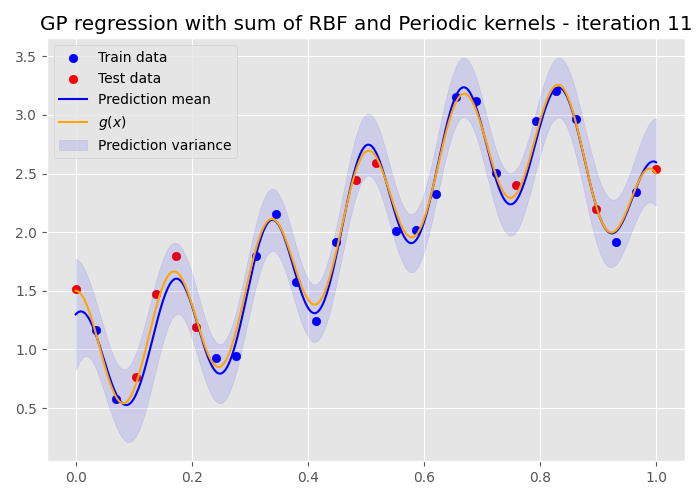 GP regression with sum of RBF and Periodic kernels - iteration 11
Train data
Test data
Prediction mean
g(x)
Prediction variance
3.5
3.0
2.5
2.0
1.5
1.0
0.5
0.0 0.2 0.4 0.6 0.8 1.0